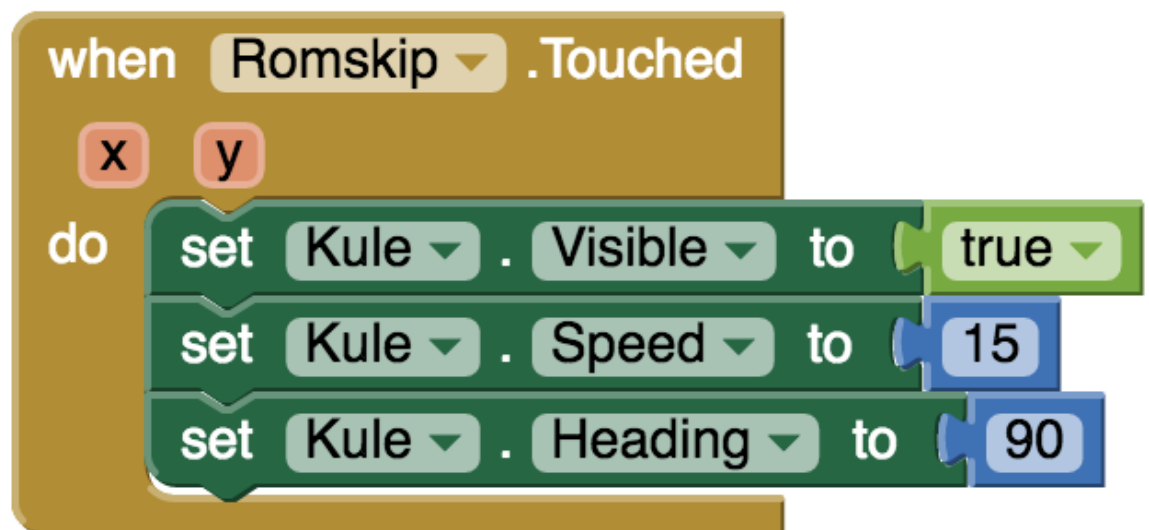 when Romskip .Touched
x y
do set Kule . Visible to true
set Kule . Speed to 15
set Kule . Heading to 90